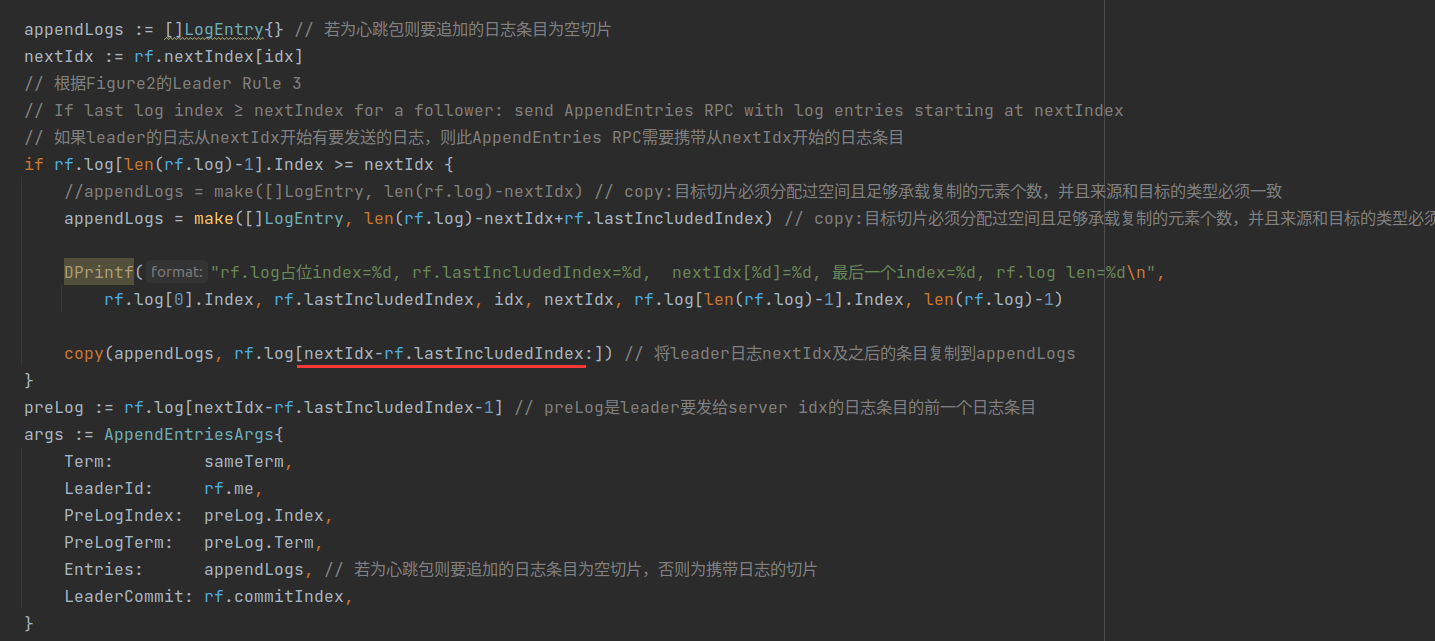 appendLogs := []LogEntry{} // 若为心跳包则要追加的日志条目为空切片
nextIdx := rf.nextIndex[idx]
// 根据Figure2的Leader Rule 3
// If last log index ≥ nextIndex for a follower: send AppendEntries RPC with log entries starting at nextIndex
// 如果leader的日志从nextIdx开始有要发送的日志，则此AppendEntries RPC需要携带从nextIdx开始的日志条目
if rf.log[len(rf.log)-1].Index >= nextIdx {
//appendLogs = make([]LogEntry, len(rf.log)-nextIdx) // copy:目标切片必须分配过空间且足够承载复制的元素个数，并且来源和目标的类型必须一致
appendLogs = make([]LogEntry, len(rf.log)-nextIdx+rf.lastIncludedIndex) // copy:目标切片必须分配过空间且足够承载复制的元素个数，并且来源和目标的类型必须
DPrintf( format: "rf.log占位index=%d, rf.lastIncludedIndex=%d,  nextIdx[%d]=%d, 最后一个index=%d, rf.log len=%d\n",
rf.log[0].Index, rf.lastIncludedIndex, idx, nextIdx, rf.log[len(rf.log)-1].Index, len(rf.log)-1)
copy(appendLogs, rf.log[nextIdx-rf.lastIncludedIndex:]) // 将leader日志nextIdx及之后的条目复制到appendLogs
}
preLog := rf.log[nextIdx-rf.lastIncludedIndex-1] // preLog是leader要发给server idx的日志条目的前一个日志条目
args := AppendEntriesArgs{
Term: sameTerm,
LeaderId: rf.me,
PreLogIndex: preLog.Index,
PreLogTerm: preLog.Term,
Entries: appendLogs, // 若为心跳包则要追加的日志条目为空切片，否则为携带日志的切片
LeaderCommit: rf.commitIndex,
}